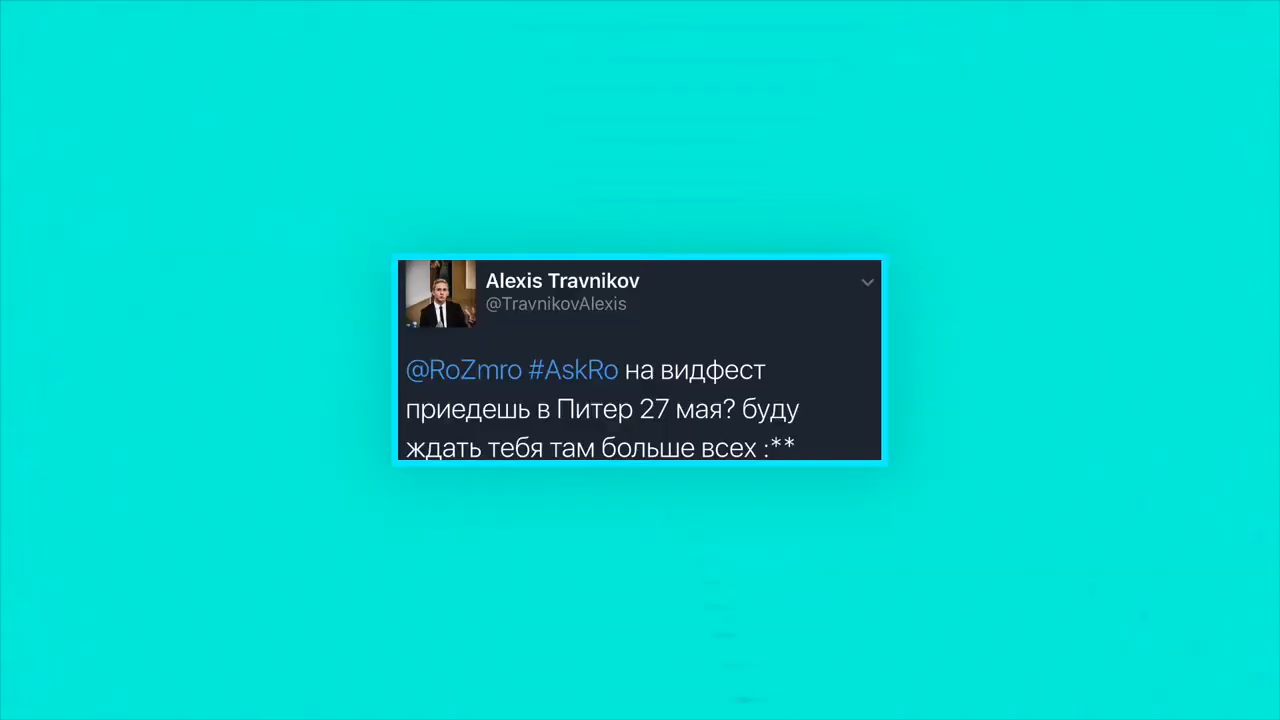 Alexis Travnikov
@TravnikovAlexis
@RoZmro #AskRo на видфест
приедешь в Питер 27 мая? буду
ждать тебя там больше всех :**